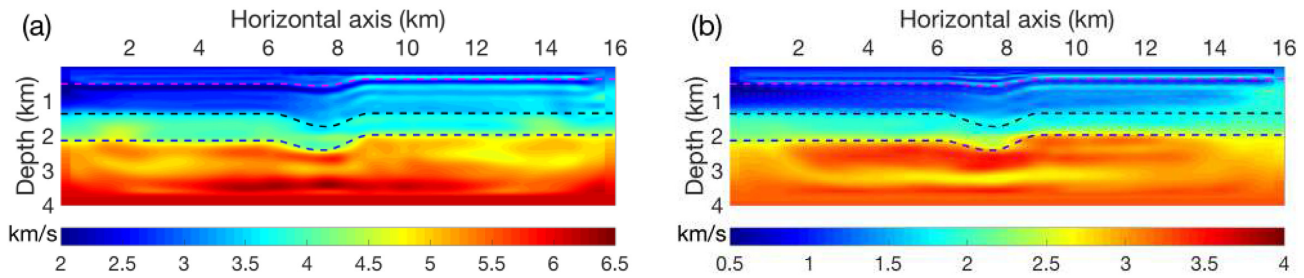 (a) Horizontal axis (km)
2 4 6 8 10 12 14 16
Depth (km)
1
2
3
4
km/s
2 2.5 3 3.5 4 4.5 5 5.5 6 6.5
(b) Horizontal axis (km)
2 4 6 8 10 12 14 16
Depth (km)
1
2
3
4
km/s
0.5 1 1.5 2 2.5 3 3.5 4